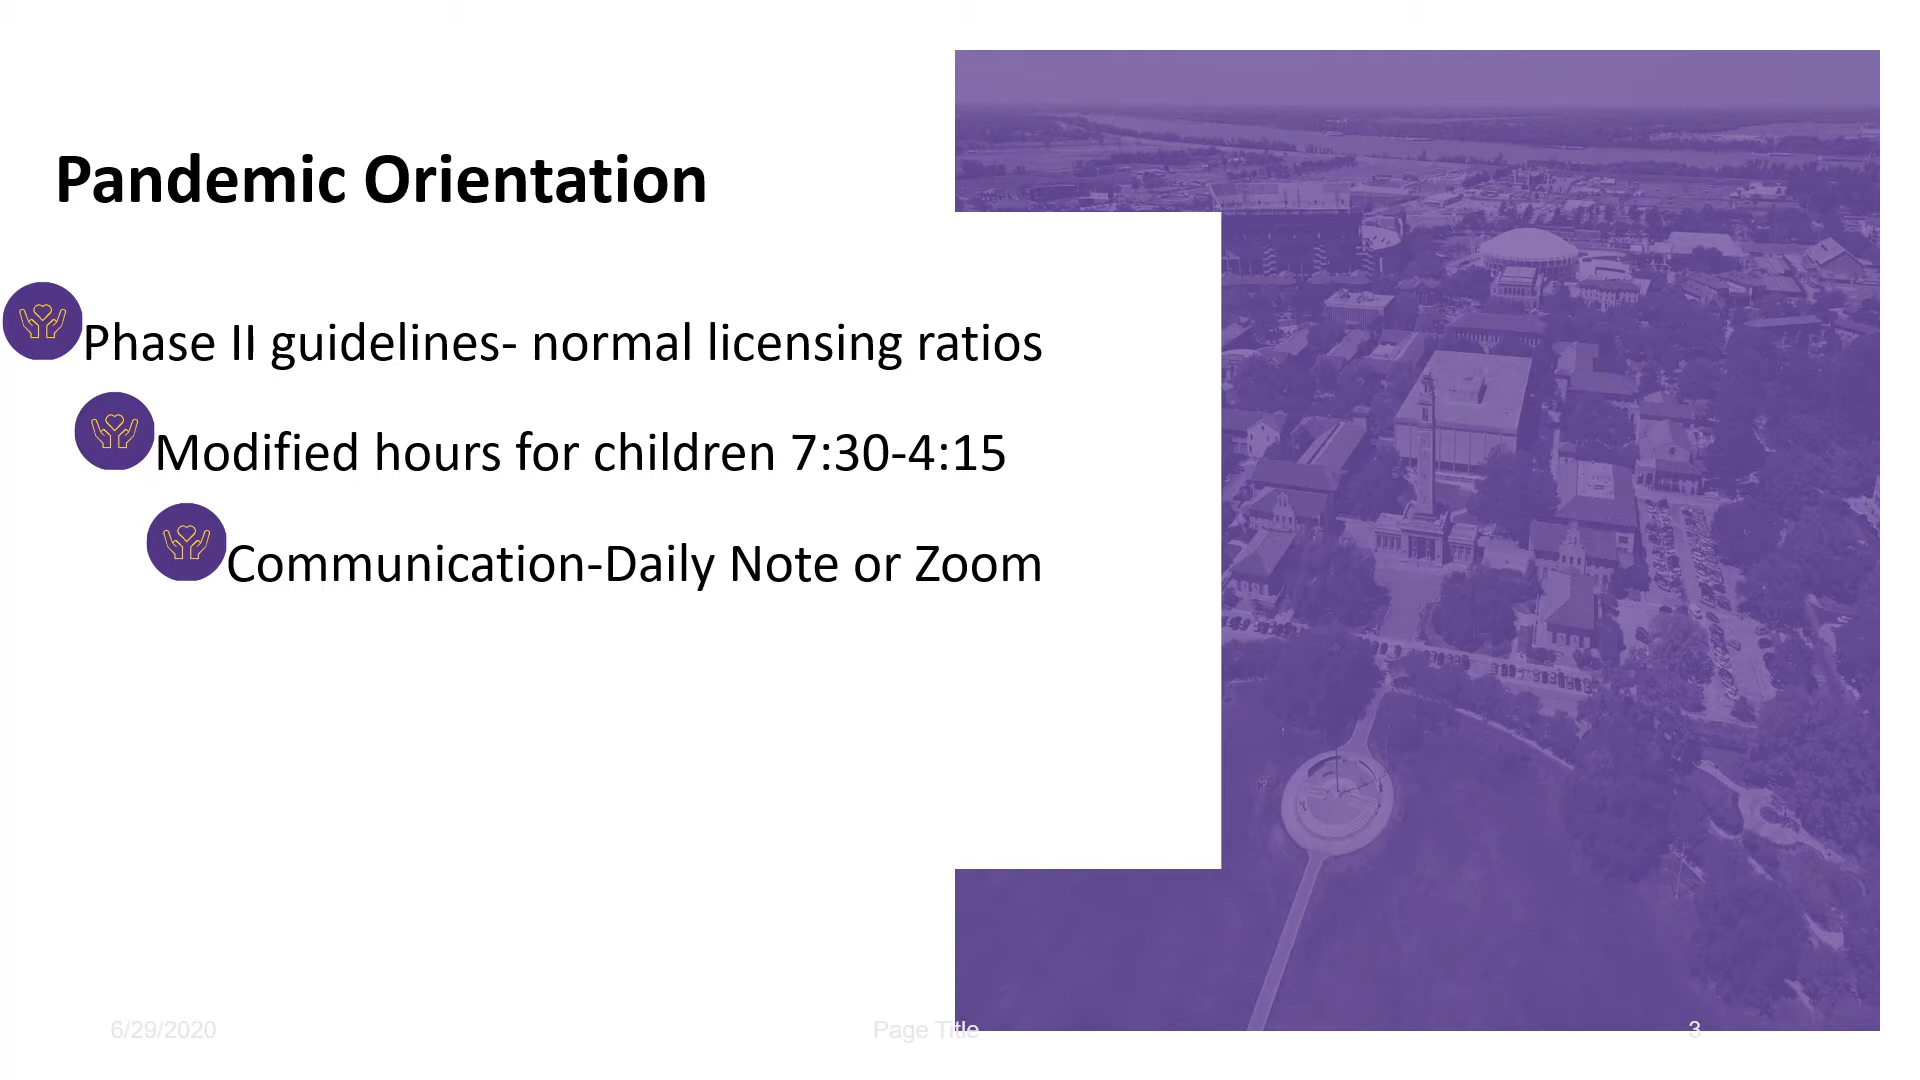 Pandemic Orientation
Phase II guidelines- normal licensing ratios
Modified hours for children 7:30-4:15
Communication-Daily Note or Zoom
6/29/2020
Page Title
3